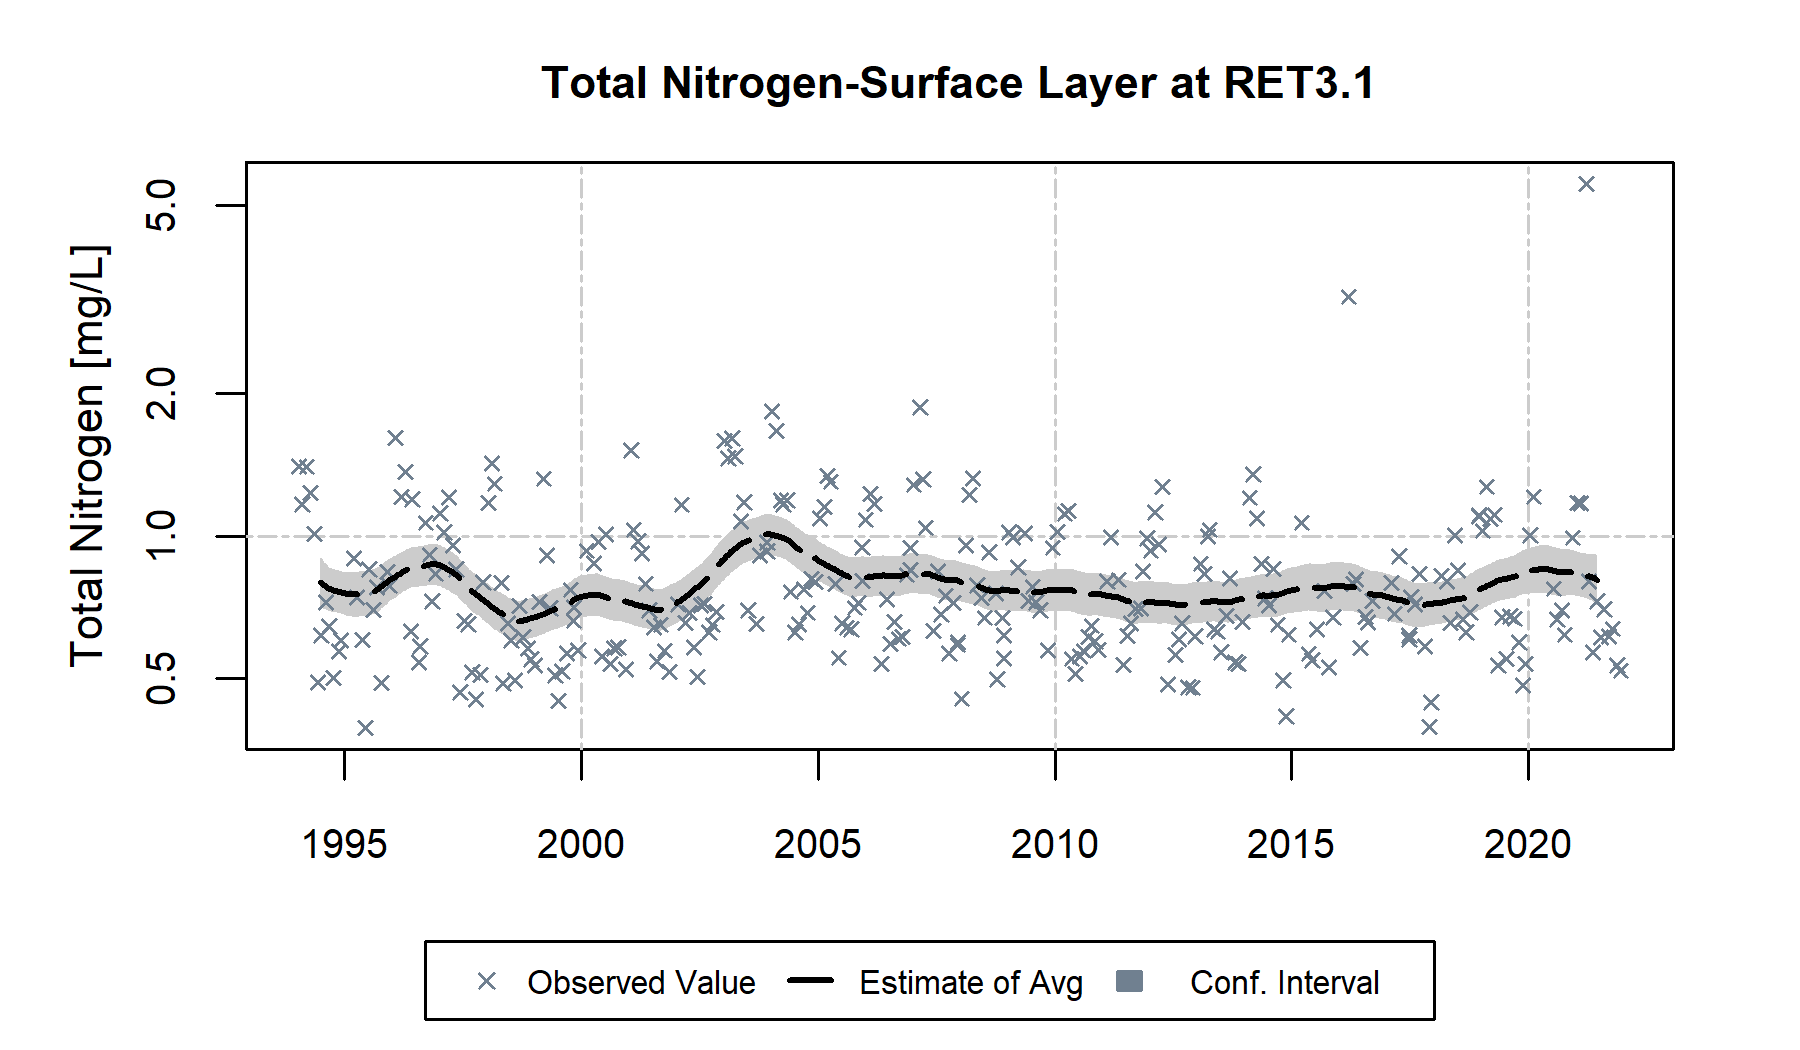 Total Nitrogen-Surface Layer at RET3.1
Total Nitrogen [mg/L]
5.0
2.0
1.0
0.5
1995 2000 2005 2010 2015 2020
Observed Value Estimate of Avg Conf. Interval